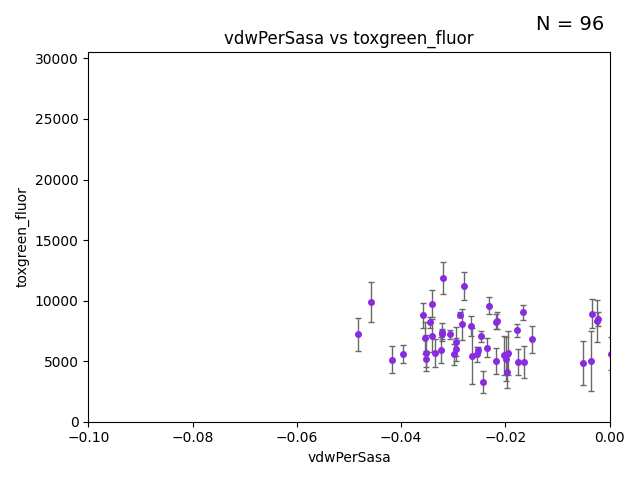 N = 96
vdwPerSasa vs toxgreen_fluor
30000
25000
20000
15000
10000
5000
0
toxgreen_fluor
−0.10 −0.08 −0.06 −0.04 −0.02 0.00
vdwPerSasa